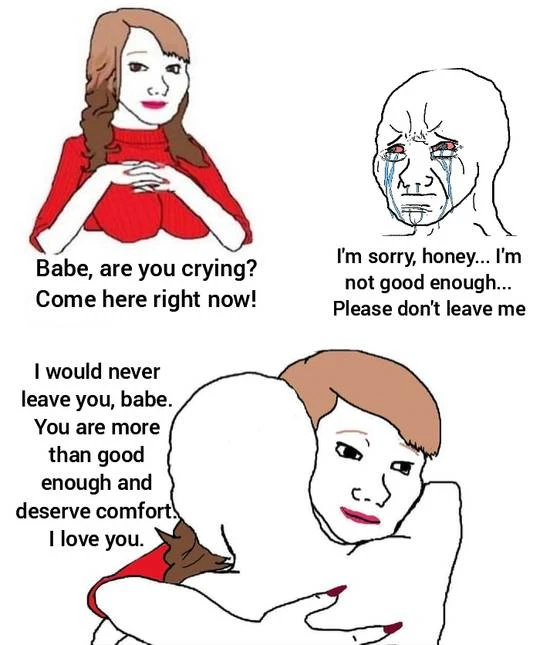 Babe, are you crying?
Come here right now!
I'm sorry, honey... I'm
not good enough...
Please don't leave me
I would never
leave you, babe.
You are more
than good
enough and
deserve comfort.
I love you.